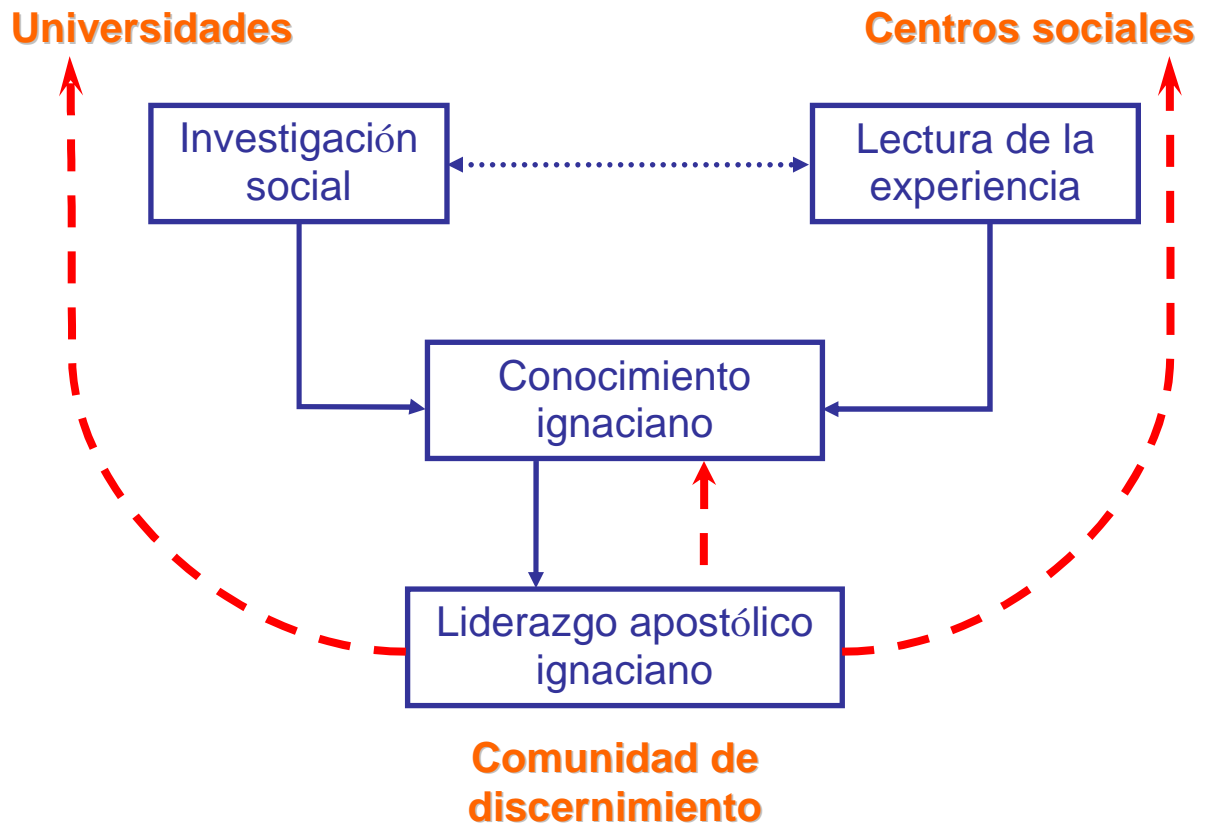 Universidades
Centros sociales
Investigación
social
Lectura de la
experiencia
Conocimiento
ignaciano
Liderazgo apostólico
ignaciano
Comunidad de
discernimiento